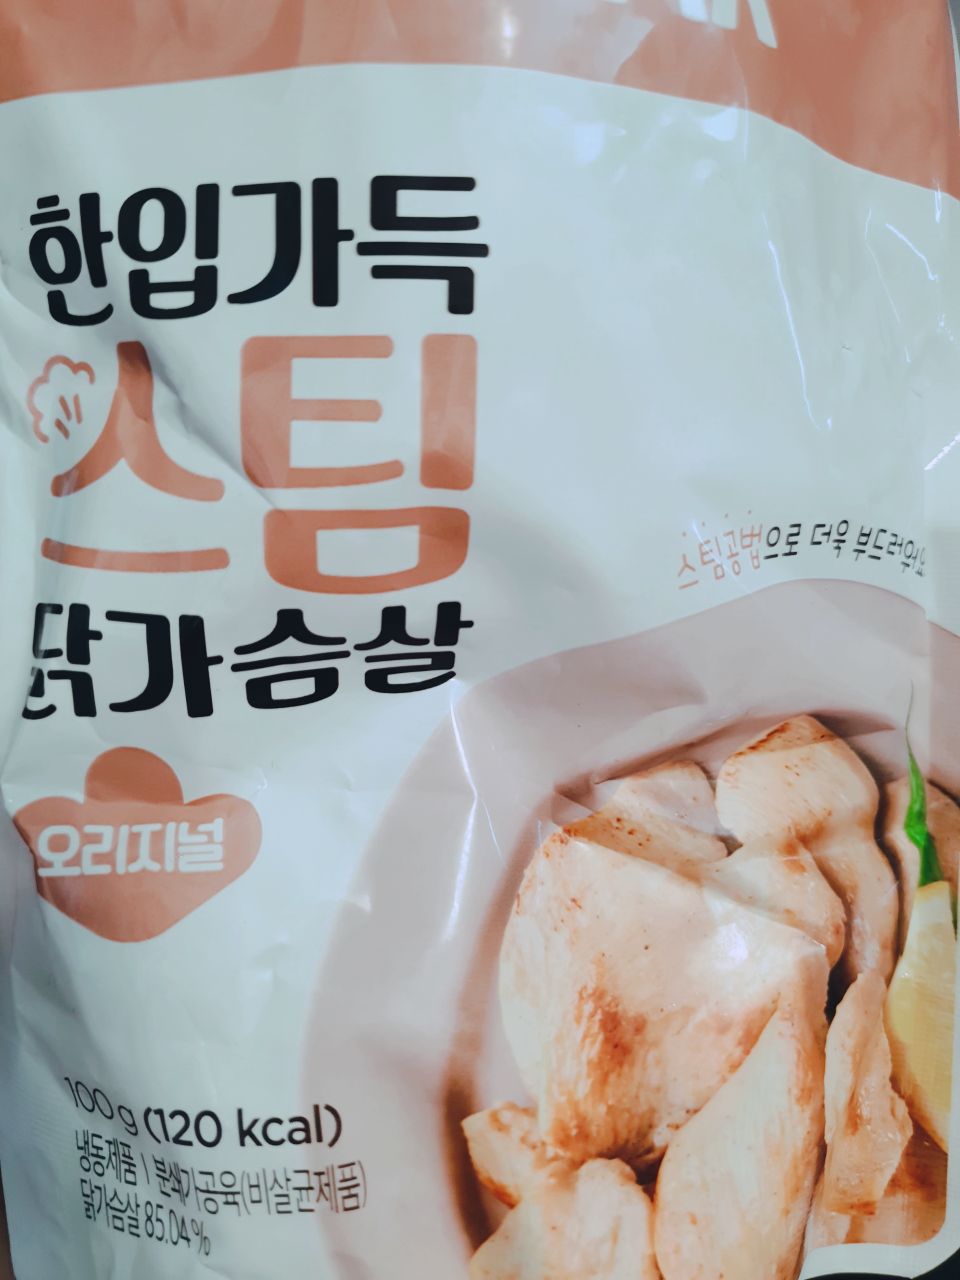 한입가득
스팀
닭가슴살
스팀공법으로 더욱 부드러워요
오리지널
100g (120 kcal)
냉동제품 | 분쇄가공육(비살균제품)
닭가슴살 85.04%